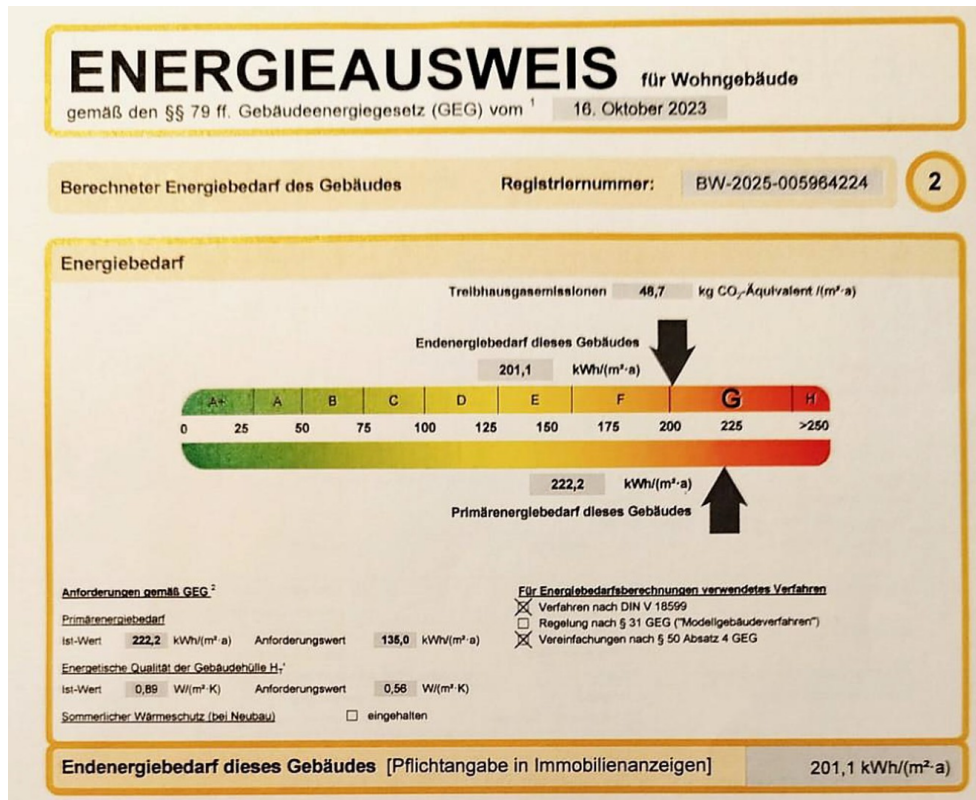 ENERGIEAUSWEIS für Wohngebäude
gemäß den §§ 79 ff. Gebäudeenergiegesetz (GEG) vom ¹ 16. Oktober 2023
Berechneter Energiebedarf des Gebäudes Registriernummer: BW-2025-005964224 2
Energiebedarf
Treibhausgasemissionen 48,7 kg CO₂-Äquivalent /(m²·a)
Endenergiebedarf dieses Gebäudes
201,1 kWh/(m²·a)
A+ A B C D E F G H
0 25 50 75 100 125 150 175 200 225 >250
222,2 kWh/(m²·a)
Primärenergiebedarf dieses Gebäudes
Anforderungen gemäß GEG ²
Primärenergiebedarf
Ist-Wert 222,2 kWh/(m²·a) Anforderungswert 135,0 kWh/(m²·a)
Energetische Qualität der Gebäudehülle H_T'
Ist-Wert 0,89 W/(m²·K) Anforderungswert 0,56 W/(m²·K)
Sommerlicher Wärmeschutz (bei Neubau) ☐ eingehalten
Für Energiebedarfsberechnungen verwendetes Verfahren
☒ Verfahren nach DIN V 18599
☐ Regelung nach § 31 GEG ("Modellgebäudeverfahren")
☒ Vereinfachungen nach § 50 Absatz 4 GEG
Endenergiebedarf dieses Gebäudes [Pflichtangabe in Immobilienanzeigen] 201,1 kWh/(m²·a)